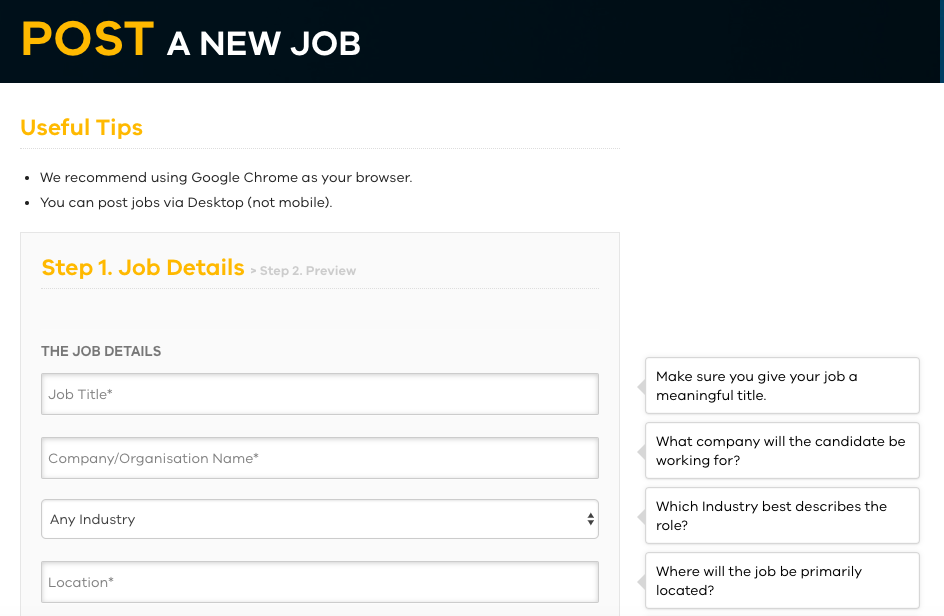 POST A NEW JOB
Useful Tips
We recommend using Google Chrome as your browser.
You can post jobs via Desktop (not mobile).
Step 1. Job Details > Step 2. Preview
THE JOB DETAILS
Job Title*
Make sure you give your job a
meaningful title.
Company/Organisation Name*
What company will the candidate be
working for?
Any Industry
Which Industry best describes the
role?
Location*
Where will the job be primarily
located?